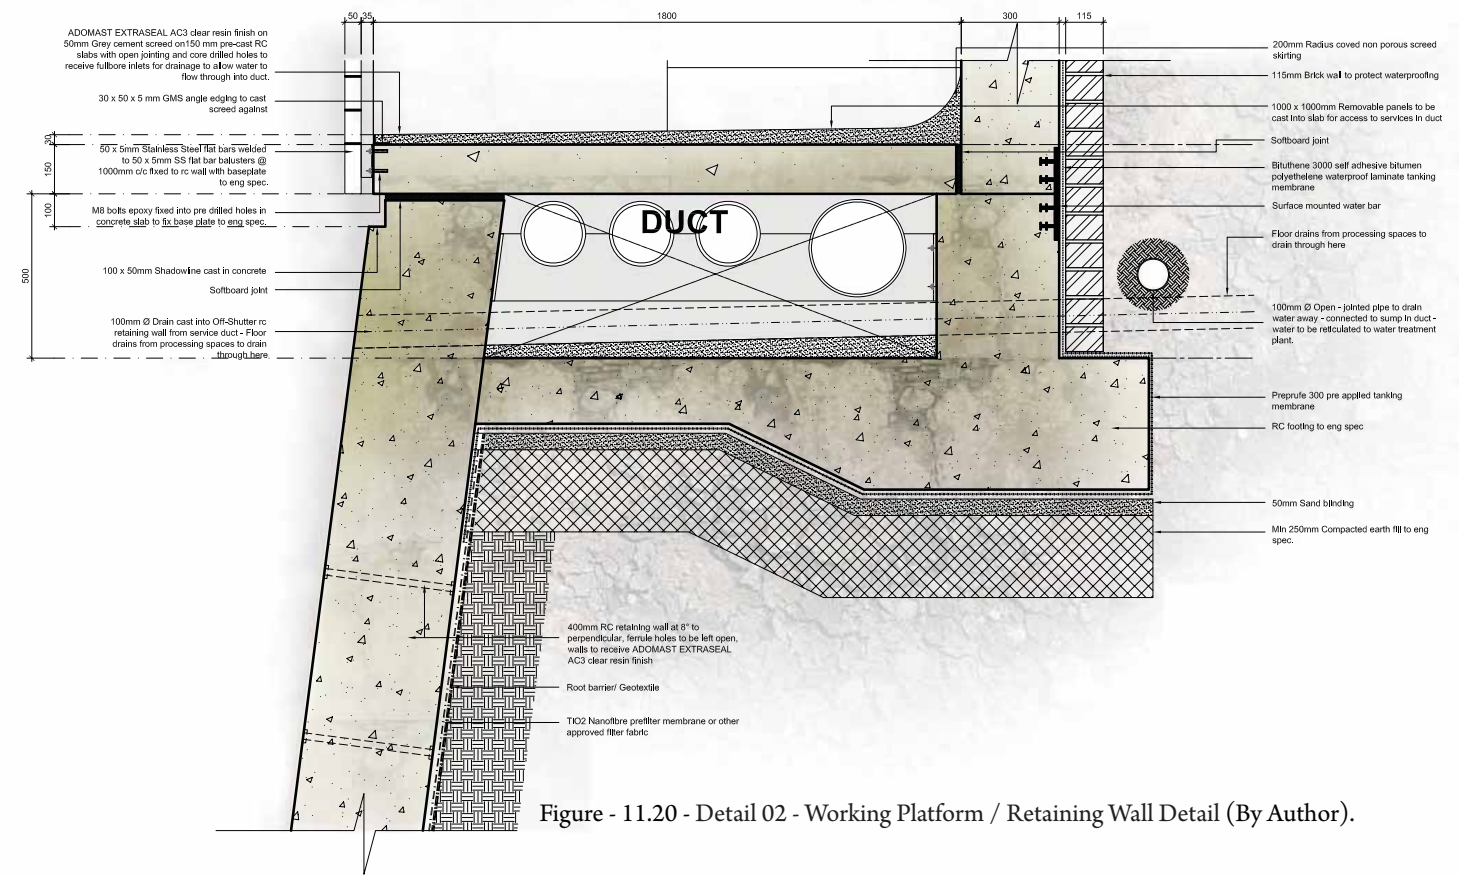 50 35 1800 300 115
ADOMAST EXTRASEAL AC3 clear resin finish on
50mm Grey cement screed on150 mm pre-cast RC
slabs with open jointing and core drilled holes to
receive fullbore inlets for drainage to allow water to
flow through into duct.
30 x 50 x 5 mm GMS angle edging to cast
screed against
50 x 5mm Stainless Steel flat bars welded
to 50 x 5mm SS flat bar balusters @
1000mm c/c fixed to rc wall with baseplate
to eng spec.
M8 bolts epoxy fixed into pre drilled holes in
concrete slab to fix base plate to eng spec.
100 x 50mm Shadowline cast in concrete
Softboard joint
100mm Ø Drain cast into Off-Shutter rc
retaining wall from service duct - Floor
drains from processing spaces to drain
through here
30
150
100
500
DUCT
200mm Radius coved non porous screed
skirting
115mm Brick wall to protect waterproofing
1000 x 1000mm Removable panels to be
cast into slab for access to services in duct
Softboard joint
Bituthene 3000 self adhesive bitumen
polyethelene waterproof laminate tanking
membrane
Surface mounted water bar
Floor drains from processing spaces to
drain through here
100mm Ø Open - jointed pipe to drain
water away - connected to sump in duct -
water to be reticulated to water treatment
plant.
Preprufe 300 pre applied tanking
membrane
RC footing to eng spec
50mm Sand blinding
Min 250mm Compacted earth fill to eng
spec.
400mm RC retaining wall at 8° to
perpendicular, ferrule holes to be left open,
walls to receive ADOMAST EXTRASEAL
AC3 clear resin finish
Root barrier/ Geotextile
TIO2 Nanofibre prefilter membrane or other
approved filter fabric
Figure - 11.20 - Detail 02 - Working Platform / Retaining Wall Detail (By Author).